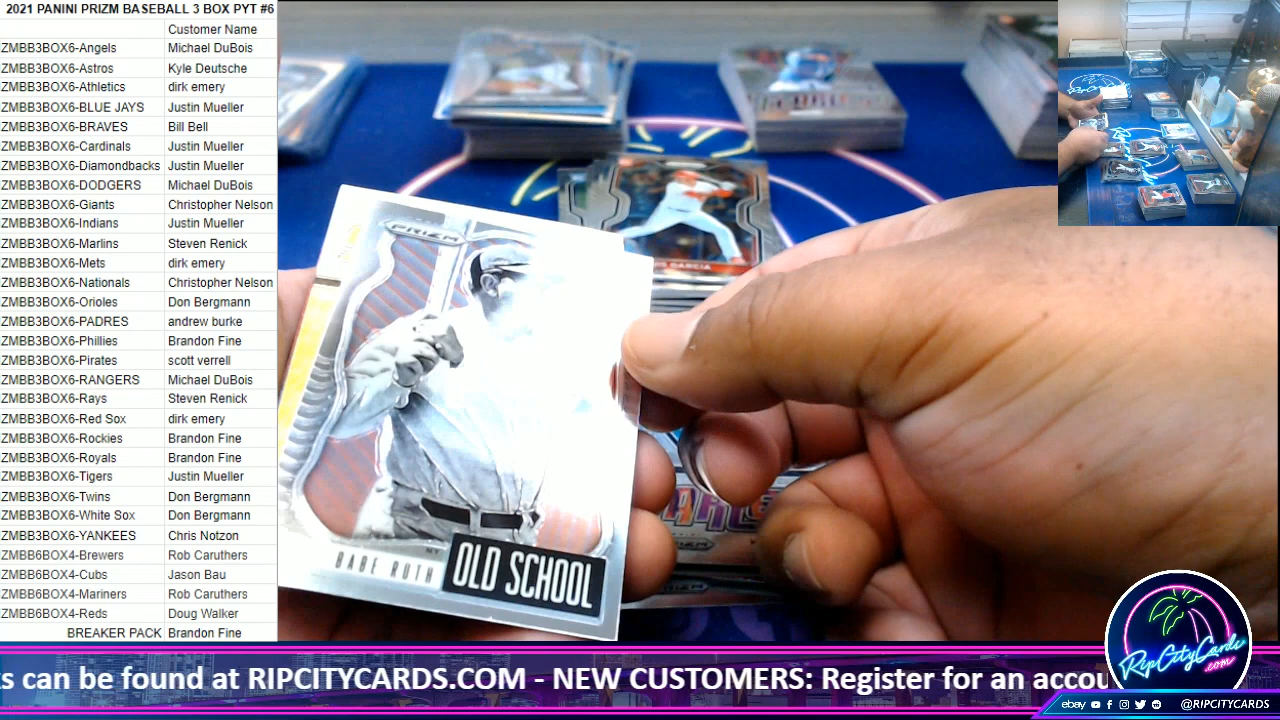 2021 PANINI PRIZM BASEBALL 3 BOX PYT #6
Customer Name
ZMBB3BOX6-Angels Michael DuBois
ZMBB3BOX6-Astros Kyle Deutsche
ZMBB3BOX6-Athletics dirk emery
ZMBB3BOX6-BLUE JAYS Justin Mueller
ZMBB3BOX6-BRAVES Bill Bell
ZMBB3BOX6-Cardinals Justin Mueller
ZMBB3BOX6-Diamondbacks Justin Mueller
ZMBB3BOX6-DODGERS Michael DuBois
ZMBB3BOX6-Giants Christopher Nelson
ZMBB3BOX6-Indians Justin Mueller
ZMBB3BOX6-Marlins Steven Renick
ZMBB3BOX6-Mets dirk emery
ZMBB3BOX6-Nationals Christopher Nelson
ZMBB3BOX6-Orioles Don Bergmann
ZMBB3BOX6-PADRES andrew burke
ZMBB3BOX6-Phillies Brandon Fine
ZMBB3BOX6-Pirates scott verrell
ZMBB3BOX6-RANGERS Michael DuBois
ZMBB3BOX6-Rays Steven Renick
ZMBB3BOX6-Red Sox dirk emery
ZMBB3BOX6-Rockies Brandon Fine
ZMBB3BOX6-Royals Brandon Fine
ZMBB3BOX6-Tigers Justin Mueller
ZMBB3BOX6-Twins Don Bergmann
ZMBB3BOX6-White Sox Don Bergmann
ZMBB3BOX6-YANKEES Chris Notzon
ZMBB6BOX4-Brewers Rob Caruthers
ZMBB6BOX4-Cubs Jason Bau
ZMBB6BOX4-Mariners Rob Caruthers
ZMBB6BOX4-Reds Doug Walker
BREAKER PACK Brandon Fine
PRIZM
BABE RUTH
OLD SCHOOL
GARCIA
PRIZM
RipCityCards
.com
s can be found at RIPCITYCARDS.COM - NEW CUSTOMERS: Register for an accou
ebay @RIPCITYCARDS